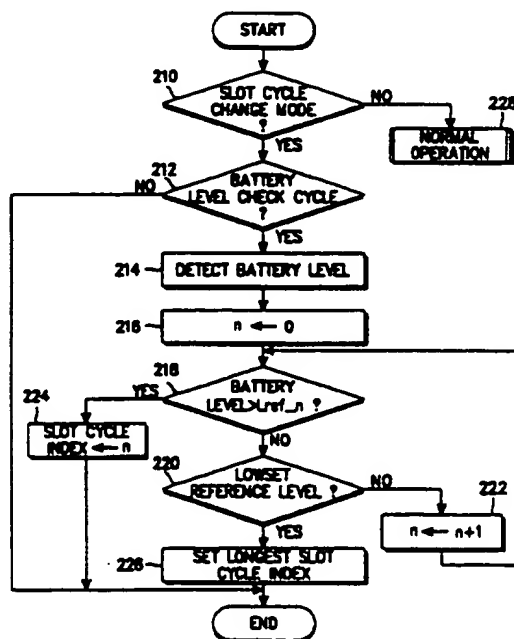 START
210
SLOT CYCLE
CHANGE MODE
?
NO
228
NORMAL
OPERATION
YES
212
NO
BATTERY
LEVEL CHECK CYCLE
?
YES
214
DETECT BATTERY LEVEL
216
n ← 0
218
YES
BATTERY
LEVEL>Lref_n ?
224
SLOT CYCLE
INDEX ← n
NO
220
LOWSET
REFERENCE LEVEL ?
NO
222
n ← n+1
YES
226
SET LONGEST SLOT
CYCLE INDEX
END